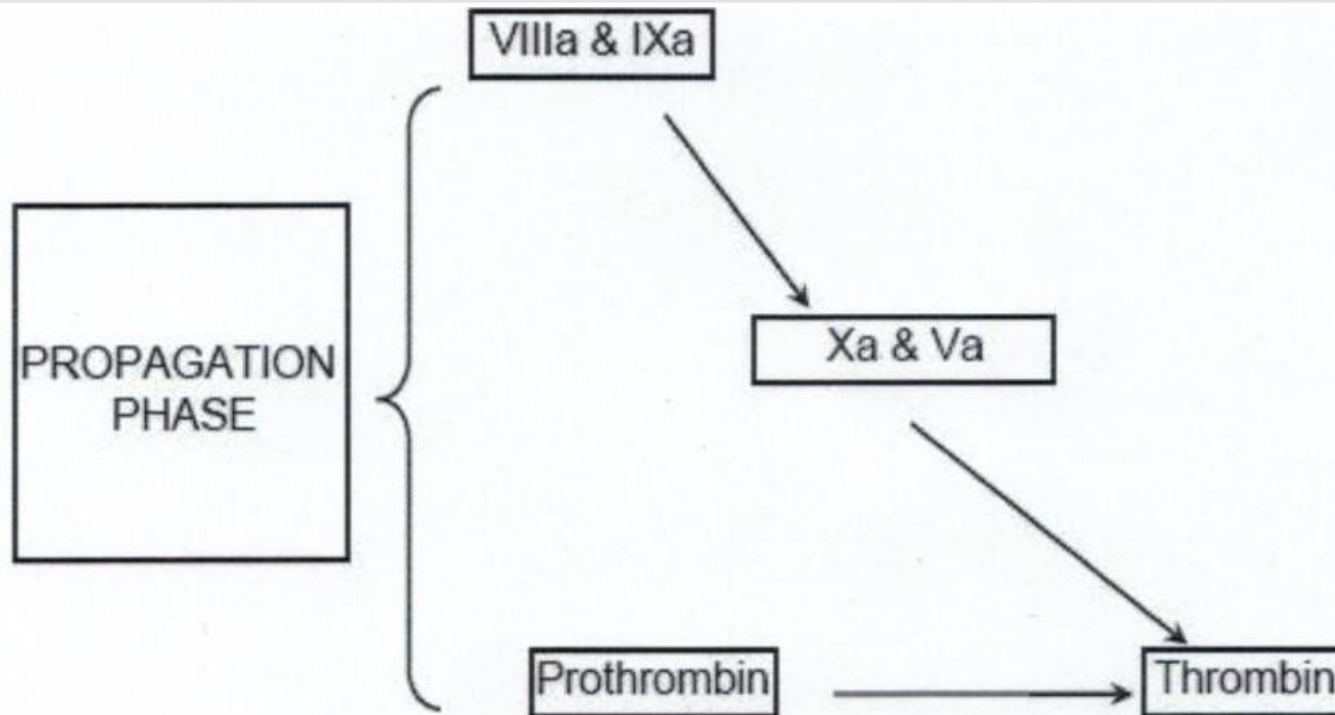 VIIIa & IXa
PROPAGATION
PHASE
Xa & Va
Prothrombin
Thrombin